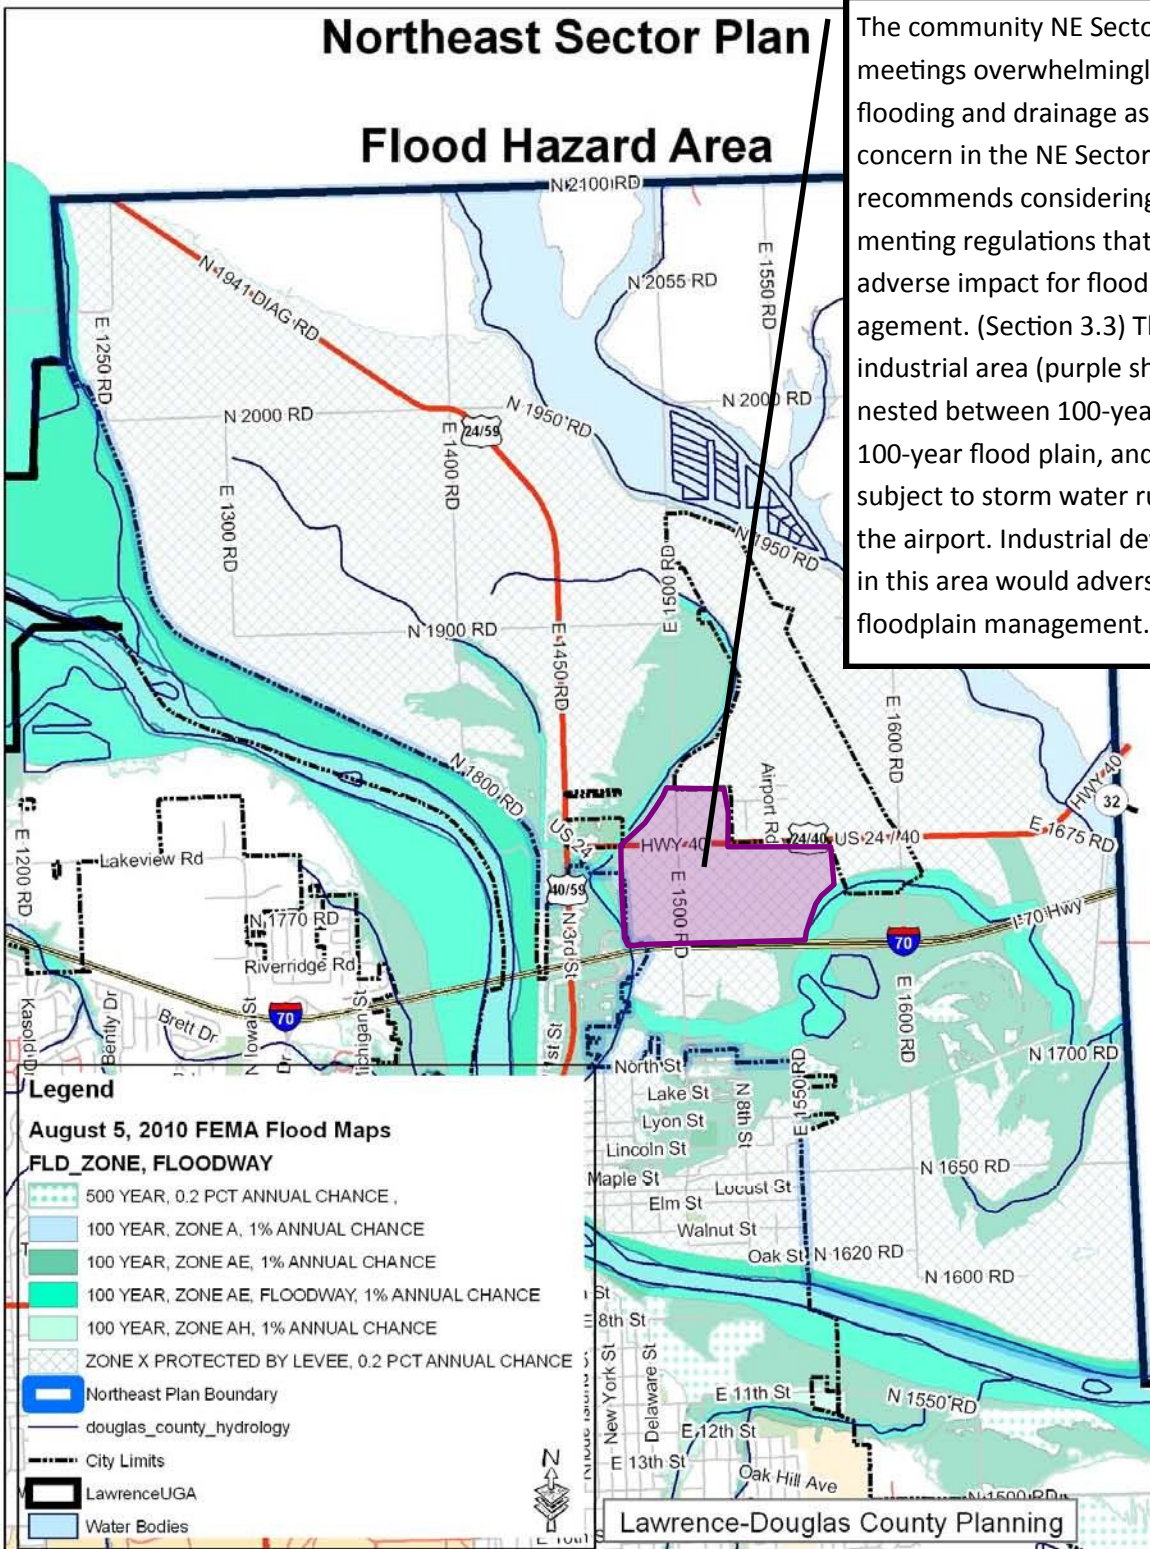 Northeast Sector Plan
Flood Hazard Area
The community NE Secto
meetings overwhelmingl
flooding and drainage as
concern in the NE Sector
recommends considering
menting regulations that
adverse impact for flood
agement. (Section 3.3) Th
industrial area (purple sh
nested between 100-yea
100-year flood plain, and
subject to storm water ru
the airport. Industrial dev
in this area would advers
floodplain management.
N 2100 RD
N 1941 DIAG RD
N 2055 RD
E 1550 RD
E 1250 RD
N 2000 RD
N 1950 RD
N 2000 RD
24/59
E 1400 RD
E 1300 RD
N 1950 RD
E 1500 RD
N 1900 RD
E 1450 RD
E 1600 RD
N 1800 RD
Airport Rd
HWY 40
32
US 24
HWY 40
24/40
US 24 / 40
E 1675 RD
Lakeview Rd
E 1200 RD
40/59
E 1500 RD
N 1770 RD
N 3rd St
I-70 Hwy
70
Riverridge Rd
E 1600 RD
Kasold Dr
Brett Dr
70
Iowa St
Michigan St
N 1700 RD
North St
Lake St
N 8th St
E 1550 RD
Lyon St
Lincoln St
Maple St
Locust St
N 1650 RD
Elm St
Walnut St
Oak St
N 1620 RD
N 1600 RD
E 8th St
New York St
Delaware St
E 11th St
N 1550 RD
E 12th St
E 13th St
Oak Hill Ave
N 1500 RD
Legend
August 5, 2010 FEMA Flood Maps
FLD_ZONE, FLOODWAY
500 YEAR, 0.2 PCT ANNUAL CHANCE ,
100 YEAR, ZONE A, 1% ANNUAL CHANCE
100 YEAR, ZONE AE, 1% ANNUAL CHANCE
100 YEAR, ZONE AE, FLOODWAY, 1% ANNUAL CHANCE
100 YEAR, ZONE AH, 1% ANNUAL CHANCE
ZONE X PROTECTED BY LEVEE, 0.2 PCT ANNUAL CHANCE
Northeast Plan Boundary
douglas_county_hydrology
City Limits
LawrenceUGA
Water Bodies
N
Lawrence-Douglas County Planning